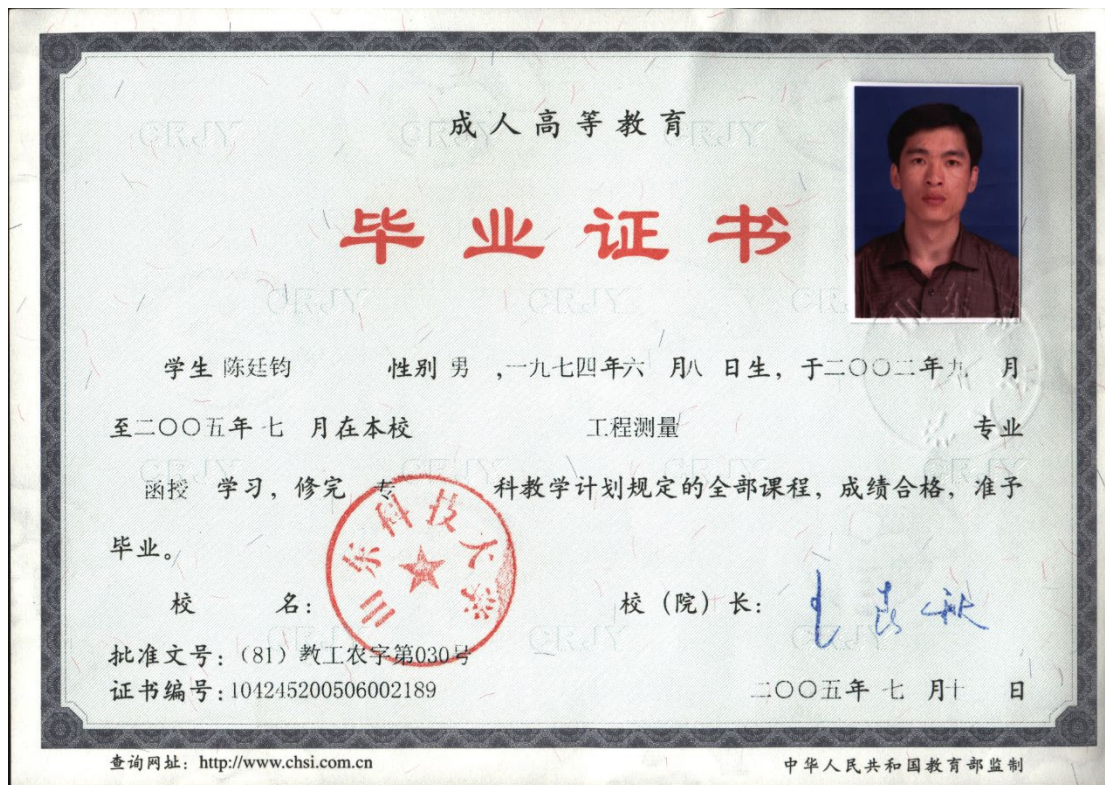 成人高等教育
毕业证书
学生 陈廷钧 性别 男 ,一九七四年六 月八 日生，于二〇〇二年九 月
至二〇〇五年 七 月在本校 工程测量 专业
函授 学习，修完 专 科教学计划规定的全部课程，成绩合格，准予
毕业。
校 名： 校（院）长：
山东科技大学
批准文号：（81）教工农字第030号
证书编号：104245200506002189 二〇〇五年 七 月十 日
查询网址：http://www.chsi.com.cn 中华人民共和国教育部监制
CRJY